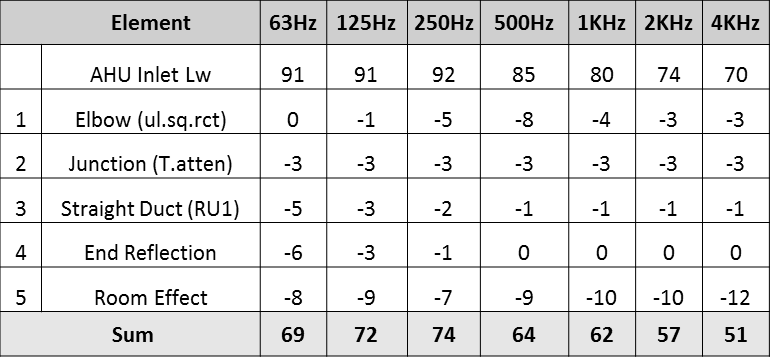 Element 63Hz 125Hz 250Hz 500Hz 1KHz 2KHz 4KHz
AHU Inlet Lw 91 91 92 85 80 74 70
1 Elbow (ul.sq.rct) 0 -1 -5 -8 -4 -3 -3
2 Junction (T.atten) -3 -3 -3 -3 -3 -3 -3
3 Straight Duct (RU1) -5 -3 -2 -1 -1 -1 -1
4 End Reflection -6 -3 -1 0 0 0 0
5 Room Effect -8 -9 -7 -9 -10 -10 -12
Sum 69 72 74 64 62 57 51